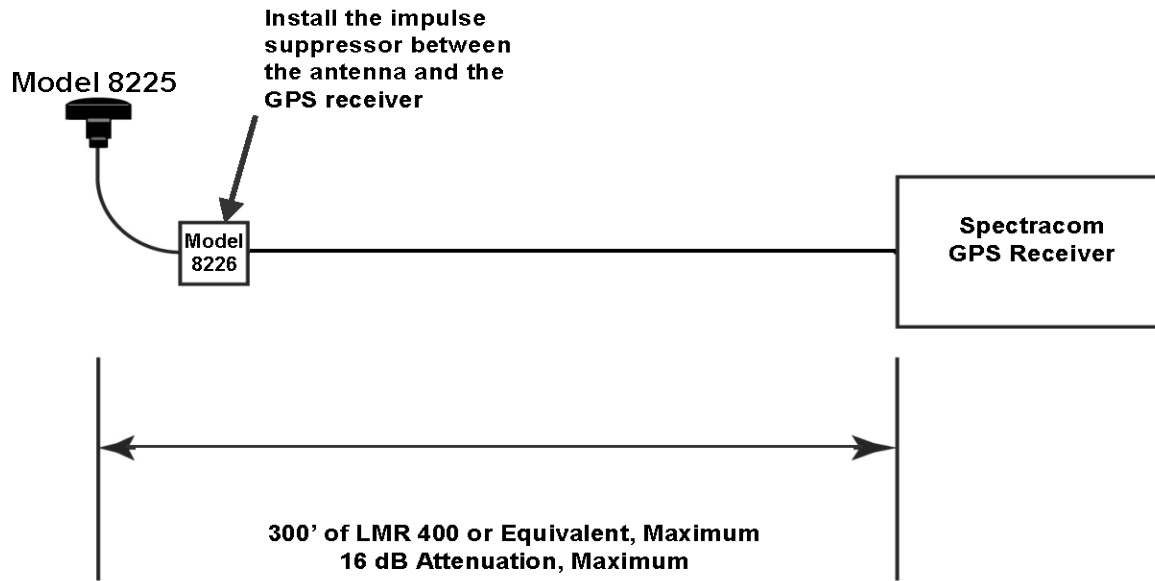 Install the impulse
suppressor between
the antenna and the
GPS receiver
Model 8225
Model
8226
Spectracom
GPS Receiver
300’ of LMR 400 or Equivalent, Maximum
16 dB Attenuation, Maximum